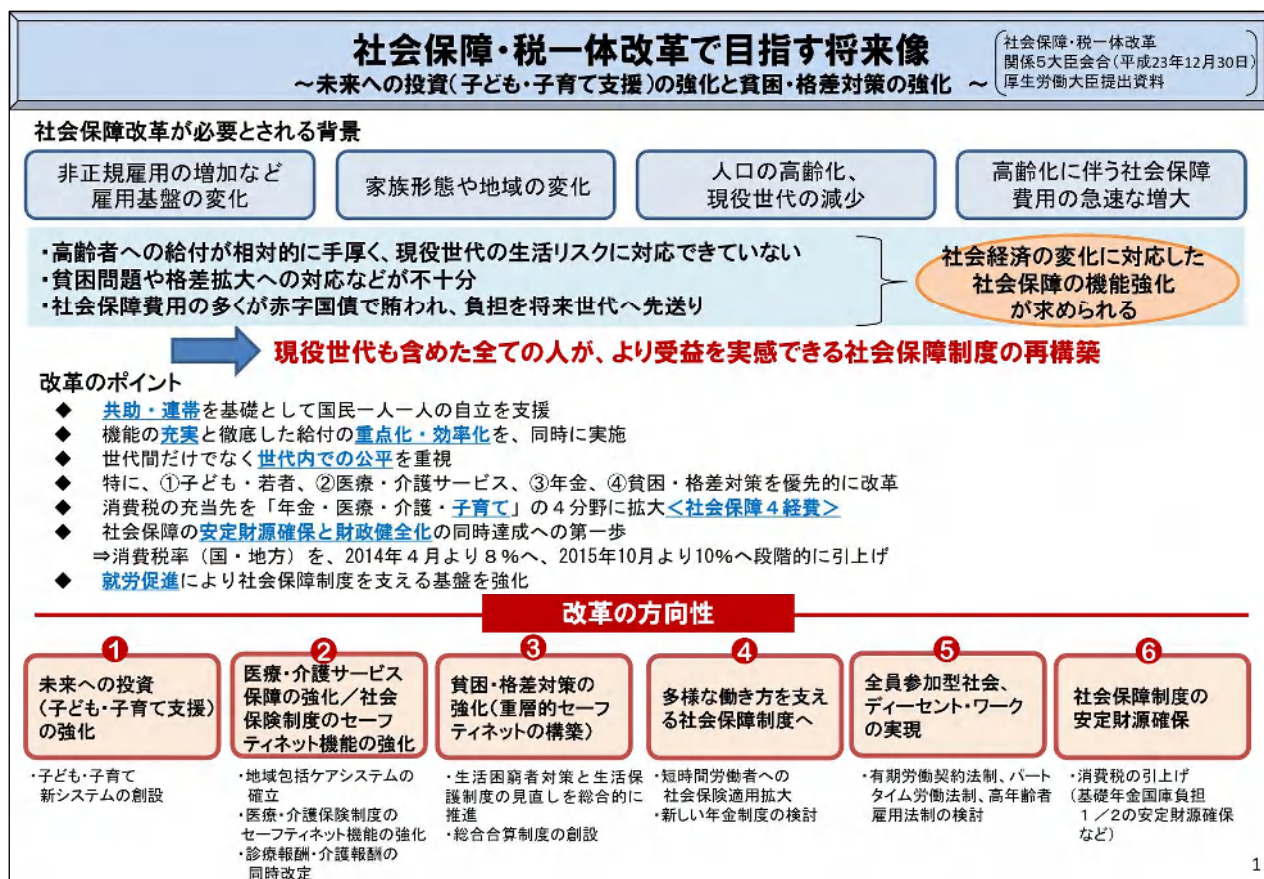 社会保障・税一体改革で目指す将来像
～未来への投資(子ども・子育て支援)の強化と貧困・格差対策の強化　～
社会保障・税一体改革
関係5大臣会合(平成23年12月30日)
厚生労働大臣提出資料
社会保障改革が必要とされる背景
非正規雇用の増加など
雇用基盤の変化
家族形態や地域の変化
人口の高齢化、
現役世代の減少
高齢化に伴う社会保障
費用の急速な増大
・高齢者への給付が相対的に手厚く、現役世代の生活リスクに対応できていない
・貧困問題や格差拡大への対応などが不十分
・社会保障費用の多くが赤字国債で賄われ、負担を将来世代へ先送り
社会経済の変化に対応した
社会保障の機能強化
が求められる
現役世代も含めた全ての人が、より受益を実感できる社会保障制度の再構築
改革のポイント
◆ 共助・連帯を基礎として国民一人一人の自立を支援
◆ 機能の充実と徹底した給付の重点化・効率化を、同時に実施
◆ 世代間だけでなく世代内での公平を重視
◆ 特に、①子ども・若者、②医療・介護サービス、③年金、④貧困・格差対策を優先的に改革
◆ 消費税の充当先を「年金・医療・介護・子育て」の4分野に拡大<社会保障4経費>
◆ 社会保障の安定財源確保と財政健全化の同時達成への第一歩
⇒消費税率（国・地方）を、2014年4月より8％へ、2015年10月より10%へ段階的に引上げ
◆ 就労促進により社会保障制度を支える基盤を強化
改革の方向性
❶
未来への投資
(子ども・子育て支援)
の強化
・子ども・子育て
新システムの創設
❷
医療・介護サービス
保障の強化／社会
保険制度のセーフ
ティネット機能の強化
・地域包括ケアシステムの
確立
・医療・介護保険制度の
セーフティネット機能の強化
・診療報酬・介護報酬の
同時改定
❸
貧困・格差対策の
強化(重層的セーフ
ティネットの構築)
・生活困窮者対策と生活保
護制度の見直しを総合的に
推進
・総合合算制度の創設
❹
多様な働き方を支え
る社会保障制度へ
・短時間労働者への
社会保険適用拡大
・新しい年金制度の検討
❺
全員参加型社会、
ディーセント・ワーク
の実現
・有期労働契約法制、パート
タイム労働法制、高年齢者
雇用法制の検討
❻
社会保障制度の
安定財源確保
・消費税の引上げ
(基礎年金国庫負担
1／2の安定財源確保
など)
1